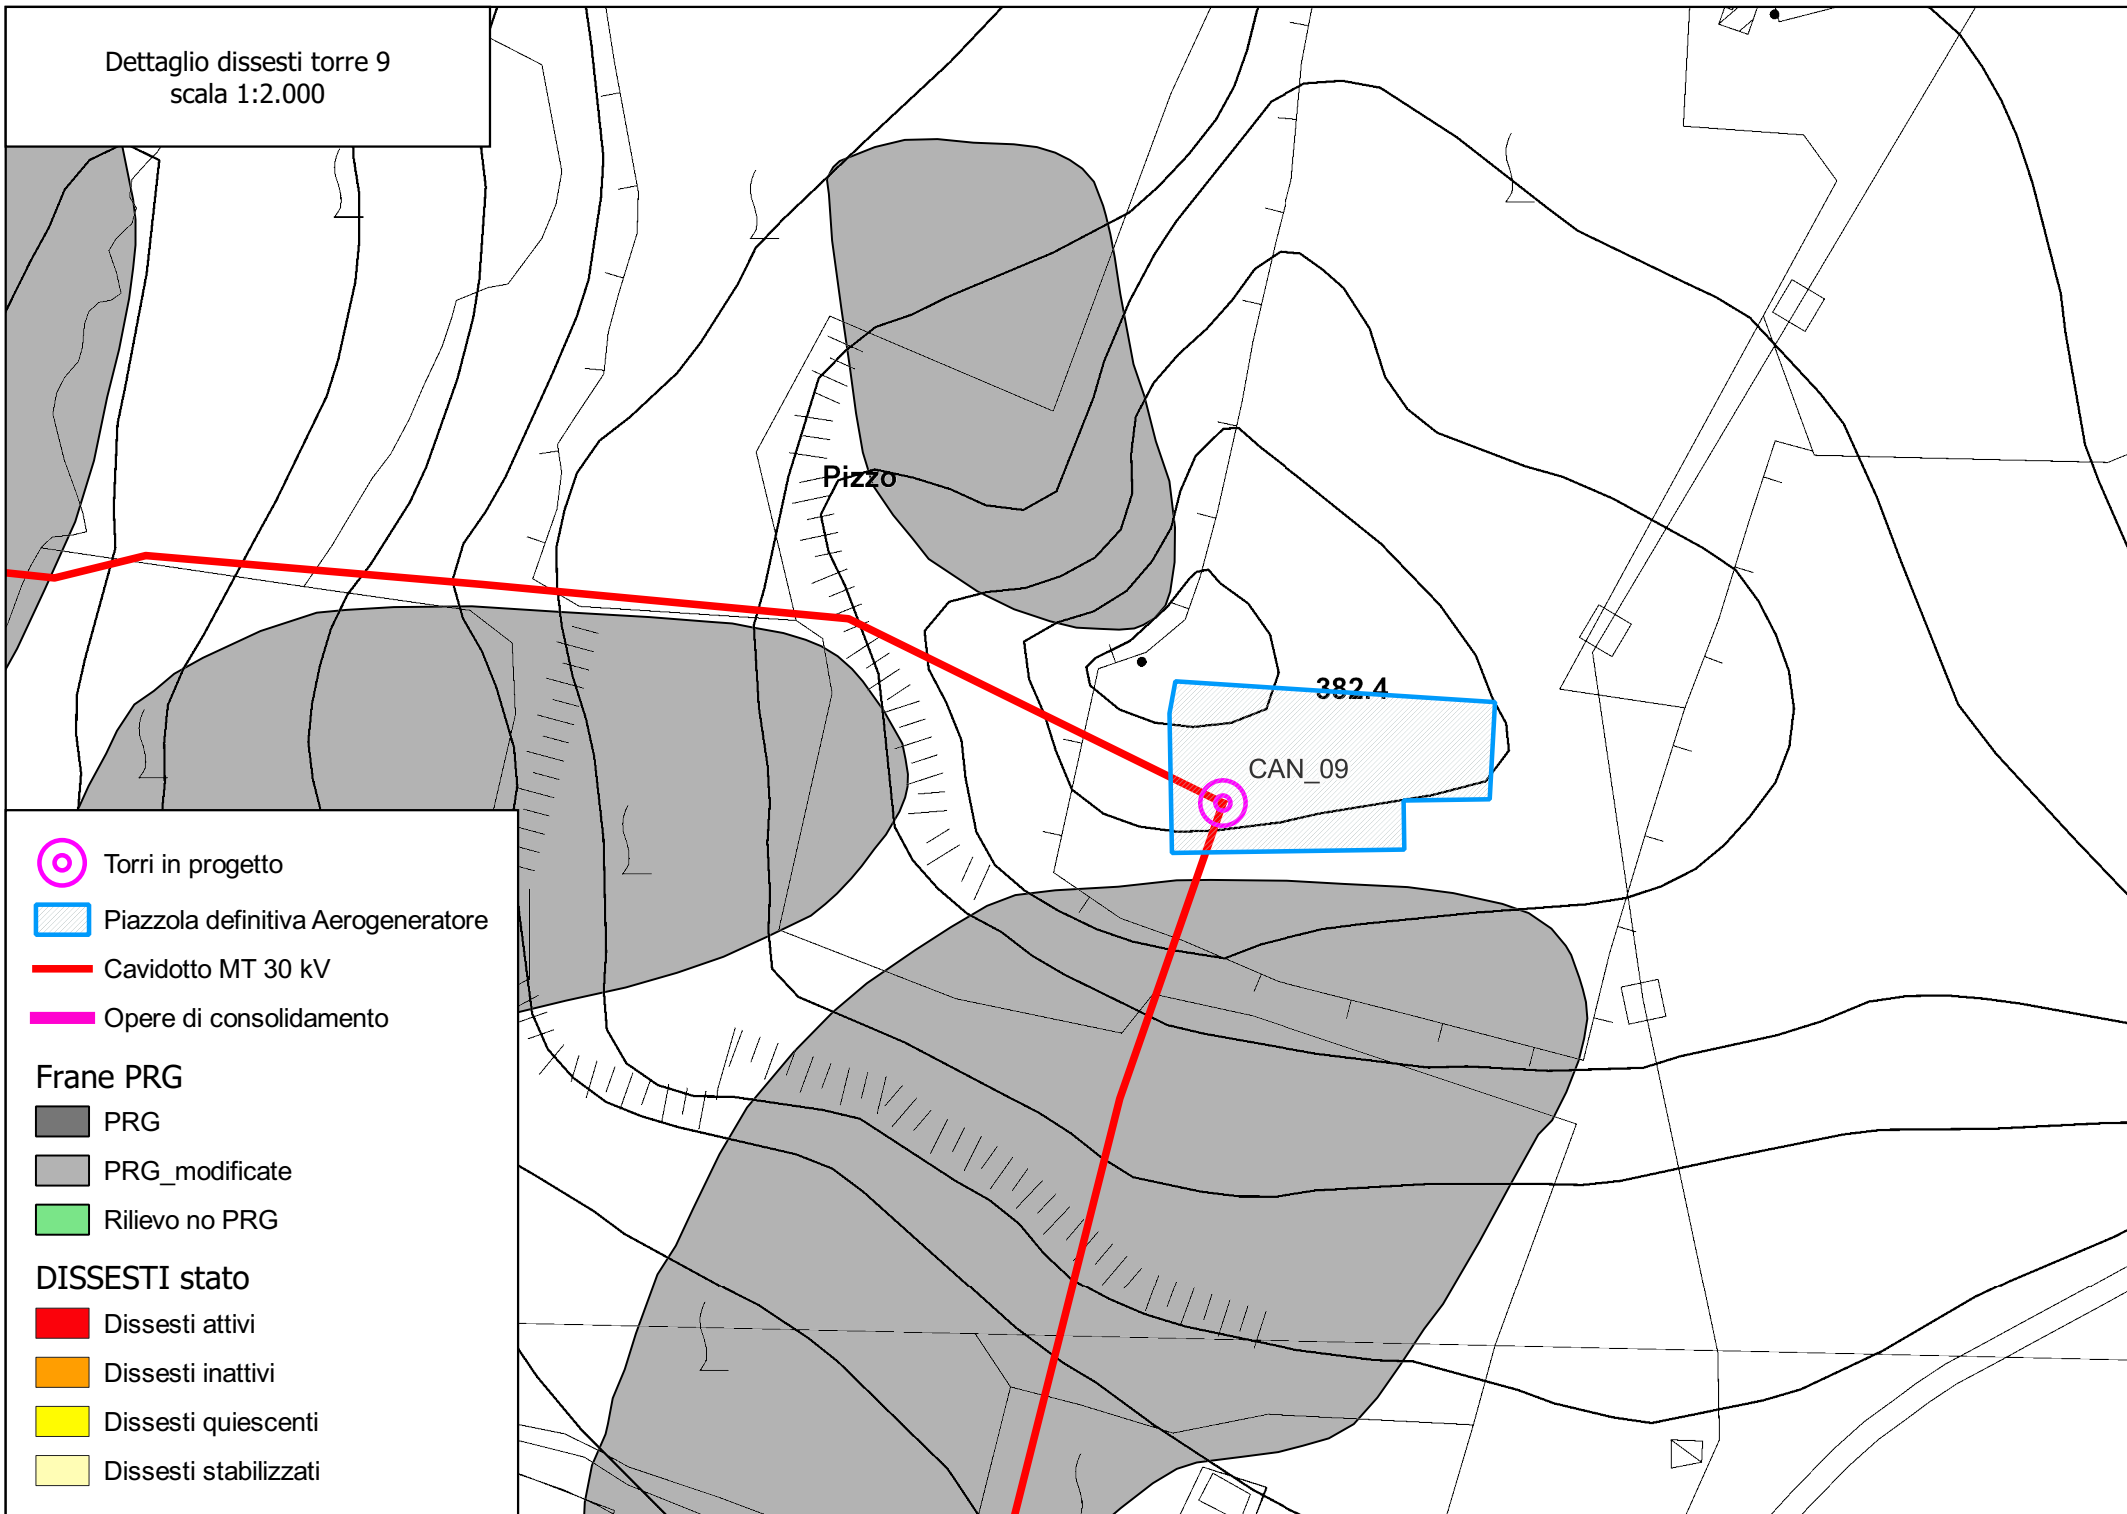 Dettaglio dissesti torre 9
scala 1:2.000
Pizzo
382.4
CAN_09
Torri in progetto
Piazzola definitiva Aerogeneratore
Cavidotto MT 30 kV
Opere di consolidamento
Frane PRG
PRG
PRG_modificate
Rilievo no PRG
DISSESTI stato
Dissesti attivi
Dissesti inattivi
Dissesti quiescenti
Dissesti stabilizzati